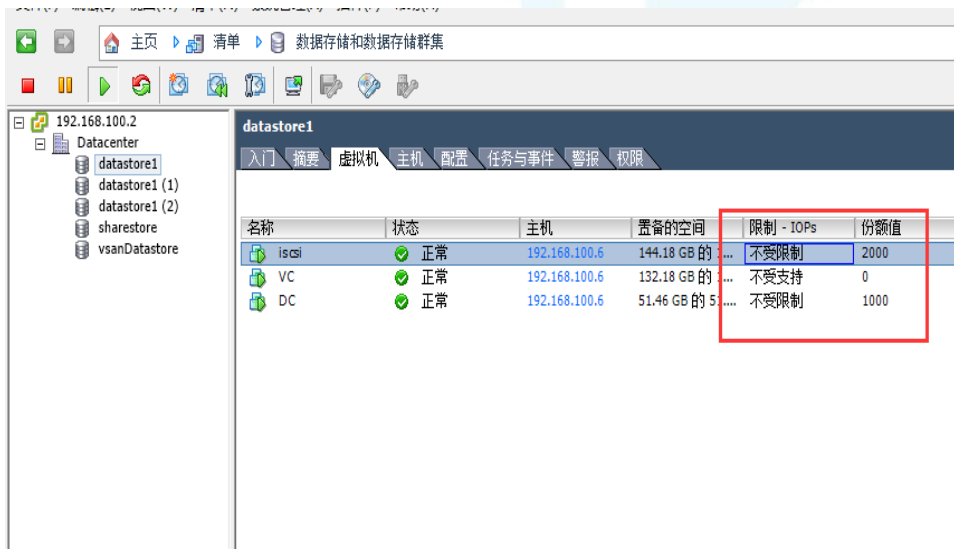 主页 清单 数据存储和数据存储群集
192.168.100.2
Datacenter
datastore1
datastore1 (1)
datastore1 (2)
sharestore
vsanDatastore
datastore1
入门 摘要 虚拟机 主机 配置 任务与事件 警报 权限
名称 状态 主机 置备的空间 限制 - IOPs 份额值
iscsi 正常 192.168.100.6 144.18 GB 的 不受限制 2000
VC 正常 192.168.100.6 132.18 GB 的 不受支持 0
DC 正常 192.168.100.6 51.46 GB 的 5.... 不受限制 1000